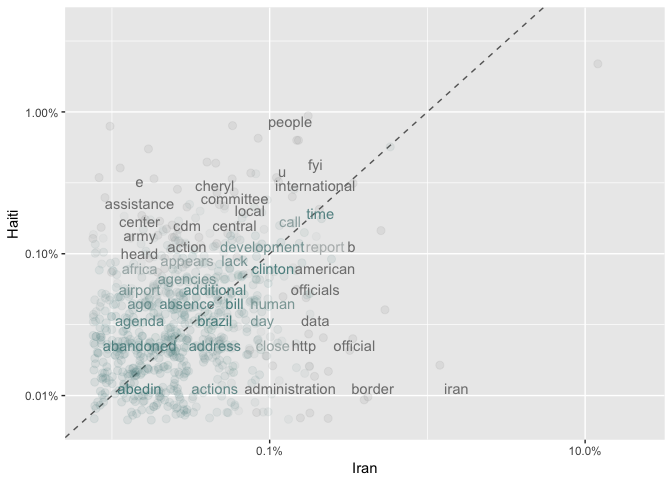 1.00%
people
fyi
u
e
cheryl
international
committee
assistance
local
time
center
cdm
central
call
army
Haiti
0.10%
action
development
report
b
heard
africa
appears
lack
clinton
american
agencies
airport
additional
officials
ago
absence
bill
human
agenda
brazil
day
data
abandoned
address
close
http
official
0.01%
abedin
actions
administration
border
iran
0.1%
10.0%
Iran